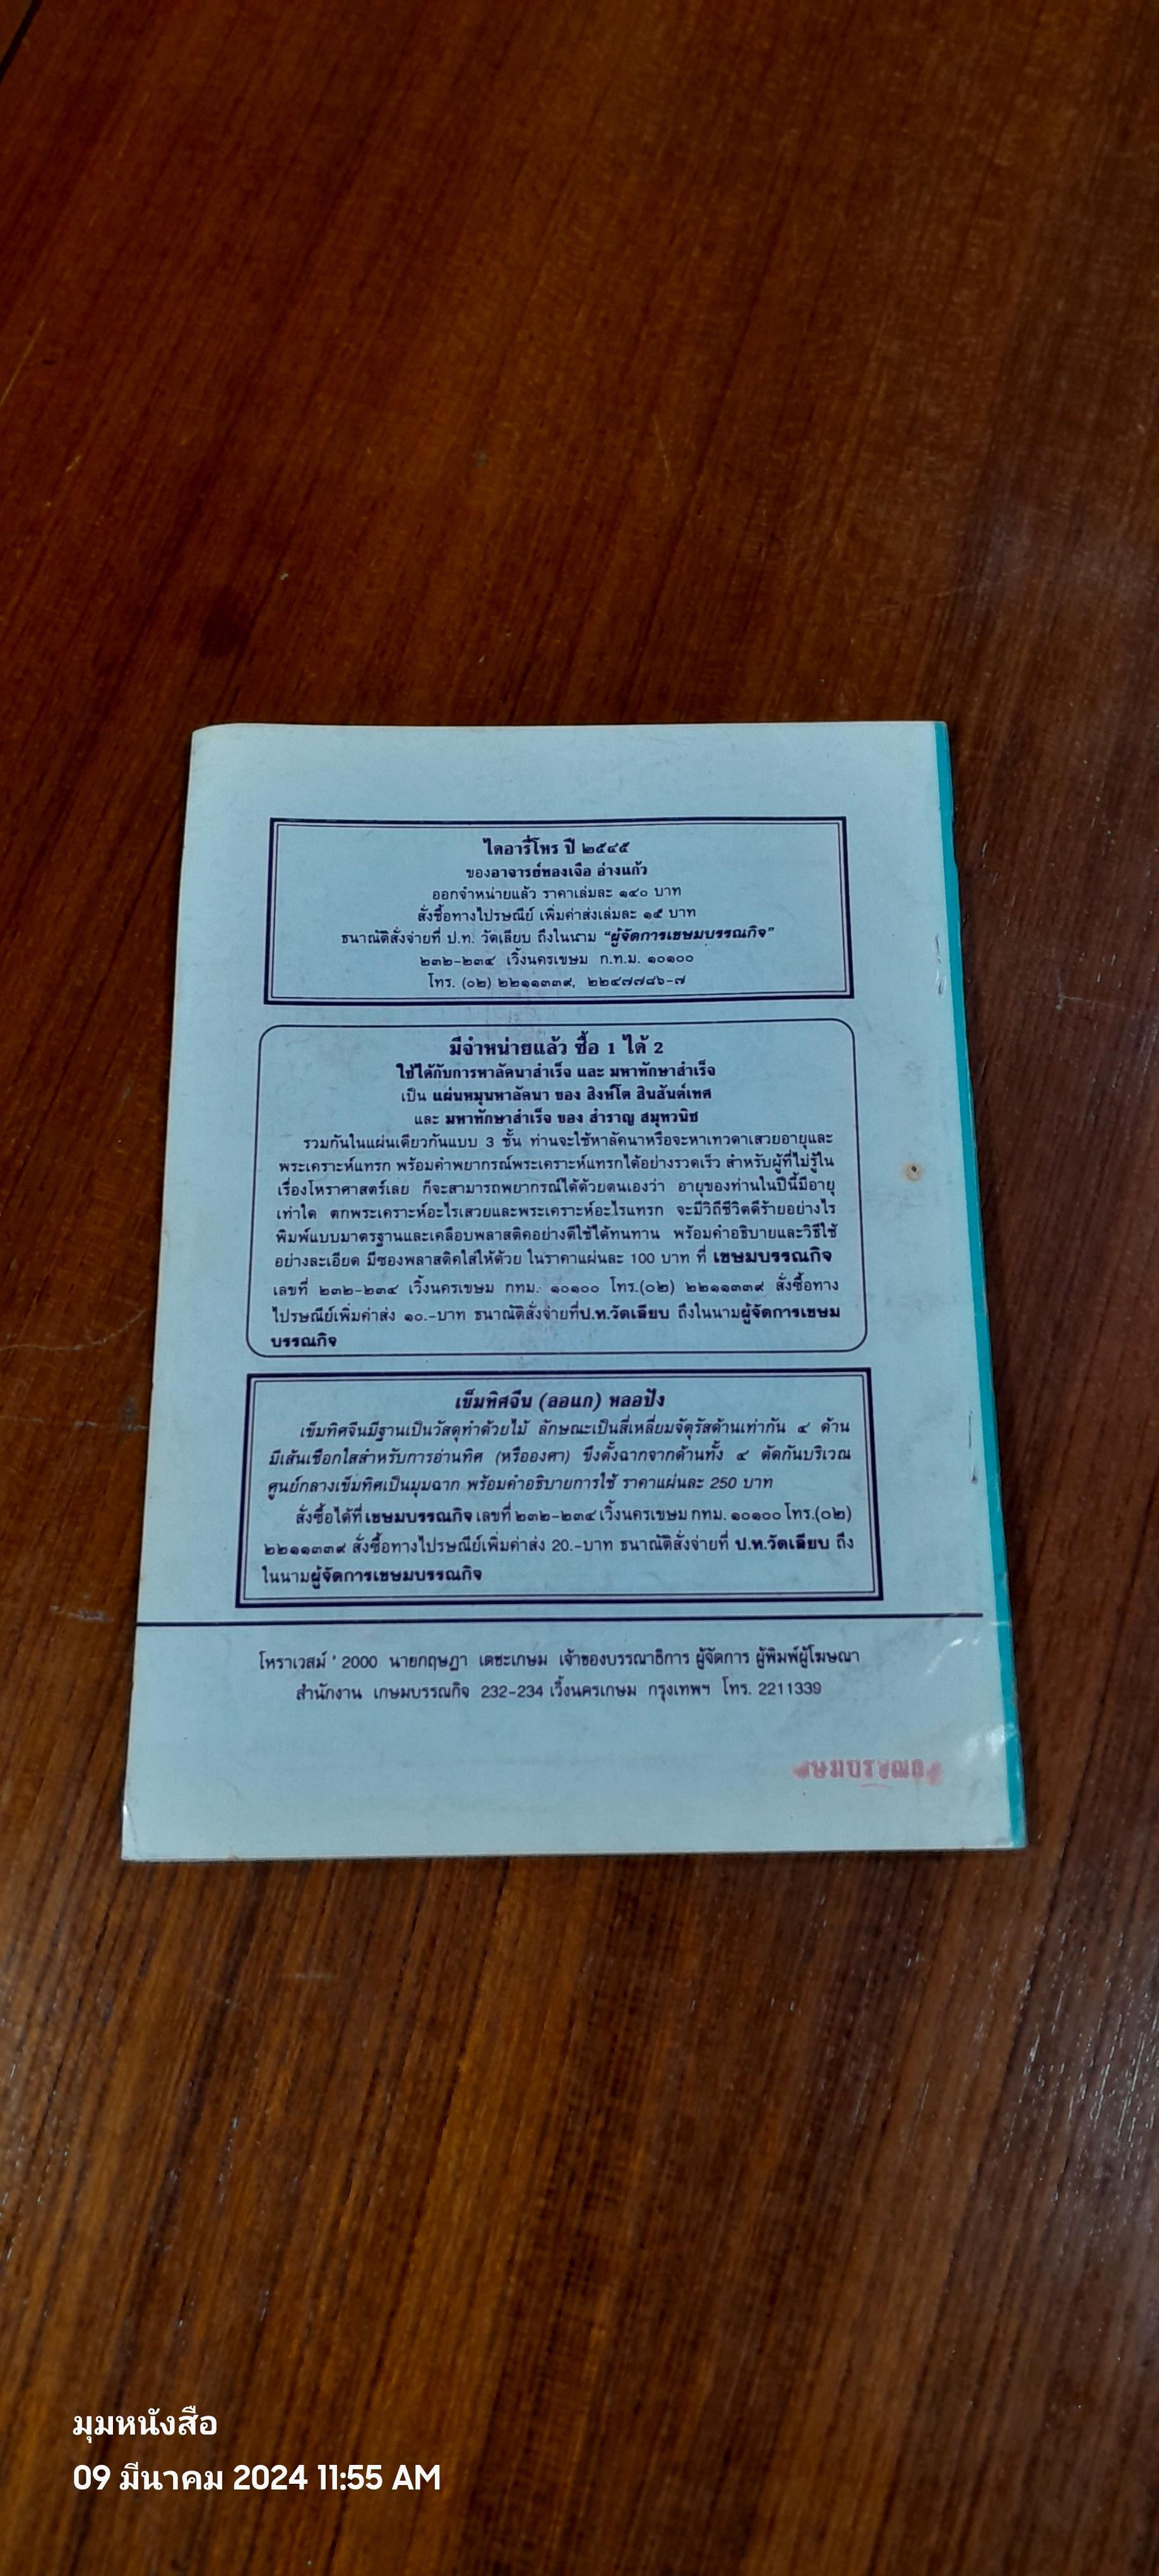 ไดอารี่โหร ปี ๒๕๔๕
ของอาจารย์ทองเจือ อ่างแก้ว
ออกจำหน่ายแล้ว ราคาเล่มละ ๑๔๐ บาท
สั่งซื้อทางไปรษณีย์ เพิ่มค่าส่งเล่มละ ๑๕ บาท
ธนาณัติสั่งจ่ายที่ ป.ท. วัดเลียบ ถึงในนาม “ผู้จัดการเขษมบรรณกิจ”
๒๓๒-๒๓๔ เวิ้งนครเขษม ก.ท.ม. ๑๐๑๐๐
โทร. (๐๒) ๒๒๑๑๓๓๙, ๒๒๔๗๗๘๖-๗
มีจำหน่ายแล้ว ซื้อ 1 ได้ 2
ใช้ได้กับการหาลัคนาสำเร็จ และ มหาทักษาสำเร็จ
เป็น แผ่นหมุนหาลัคนา ของ สิงห์โต สินสันต์เทศ
และ มหาทักษาสำเร็จ ของ สำราญ สมุทวนิช
รวมกันในแผ่นเดียวกันแบบ 3 ชั้น ท่านจะใช้หาลัคนาหรือจะหาเทวดาเสวยอายุและ
พระเคราะห์แทรก พร้อมคำพยากรณ์พระเคราะห์แทรกได้อย่างรวดเร็ว สำหรับผู้ที่ไม่รู้ใน
เรื่องโหราศาสตร์เลย ก็จะสามารถพยากรณ์ได้ด้วยตนเองว่า อายุของท่านในปีนี้มีอายุ
เท่าใด ตกพระเคราะห์อะไรเสวยและพระเคราะห์อะไรแทรก จะมีวิถีชีวิตดีร้ายอย่างไร
พิมพ์แบบมาตรฐานและเคลือบพลาสติคอย่างดีใช้ได้ทนทาน พร้อมคำอธิบายและวิธีใช้
อย่างละเอียด มีซองพลาสติคใส่ให้ด้วย ในราคาแผ่นละ 100 บาท ที่ เขษมบรรณกิจ
เลขที่ ๒๓๒-๒๓๔ เวิ้งนครเขษม กทม. ๑๐๑๐๐ โทร.(๐๒) ๒๒๑๑๓๓๙ สั่งซื้อทาง
ไปรษณีย์เพิ่มค่าส่ง ๑๐.-บาท ธนาณัติสั่งจ่ายที่ป.ท.วัดเลียบ ถึงในนามผู้จัดการเขษม
บรรณกิจ
เข็มทิศจีน (ลอแก) หลอปัง
เข็มทิศจีนมีฐานเป็นวัสดุทำด้วยไม้ ลักษณะเป็นสี่เหลี่ยมจัตุรัสด้านเท่ากัน ๔ ด้าน
มีเส้นเชือกใสสำหรับการอ่านทิศ (หรือองศา) ขึงตั้งฉากจากด้านทั้ง ๔ ตัดกันบริเวณ
ศูนย์กลางเข็มทิศเป็นมุมฉาก พร้อมคำอธิบายการใช้ ราคาแผ่นละ 250 บาท
สั่งซื้อได้ที่ เขษมบรรณกิจ เลขที่ ๒๓๒-๒๓๔ เวิ้งนครเขษม กทม. ๑๐๑๐๐ โทร.(๐๒)
๒๒๑๑๓๓๙ สั่งซื้อทางไปรษณีย์เพิ่มค่าส่ง 20.-บาท ธนาณัติสั่งจ่ายที่ ป.ท.วัดเลียบ ถึง
ในนามผู้จัดการเขษมบรรณกิจ
โหราเวสม์ ' 2000 นายกฤษฎา เตชะเกษม เจ้าของบรรณาธิการ ผู้จัดการ ผู้พิมพ์ผู้โฆษณา
สำนักงาน เกษมบรรณกิจ 232-234 เวิ้งนครเกษม กรุงเทพฯ โทร. 2211339
มุมหนังสือ
09 มีนาคม 2024 11:55 AM